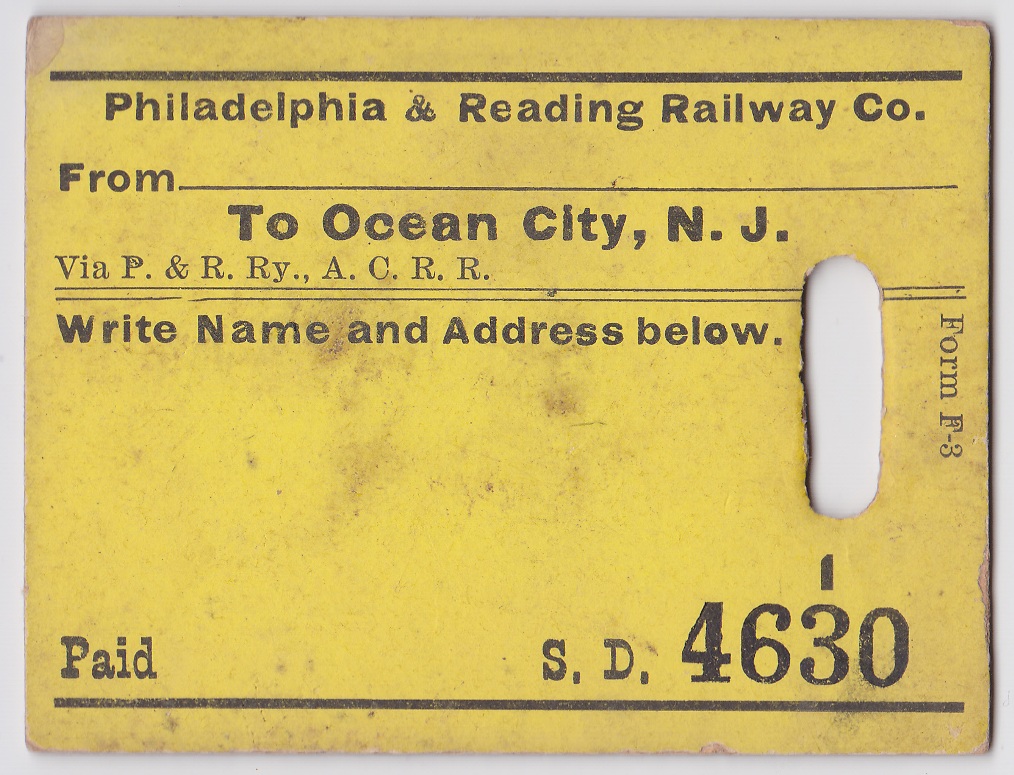 Philadelphia & Reading Railway Co.
From
To Ocean City, N. J.
Via P. & R. Ry., A. C. R. R.
Write Name and Address below.
Form F-3
Paid S. D. 4630